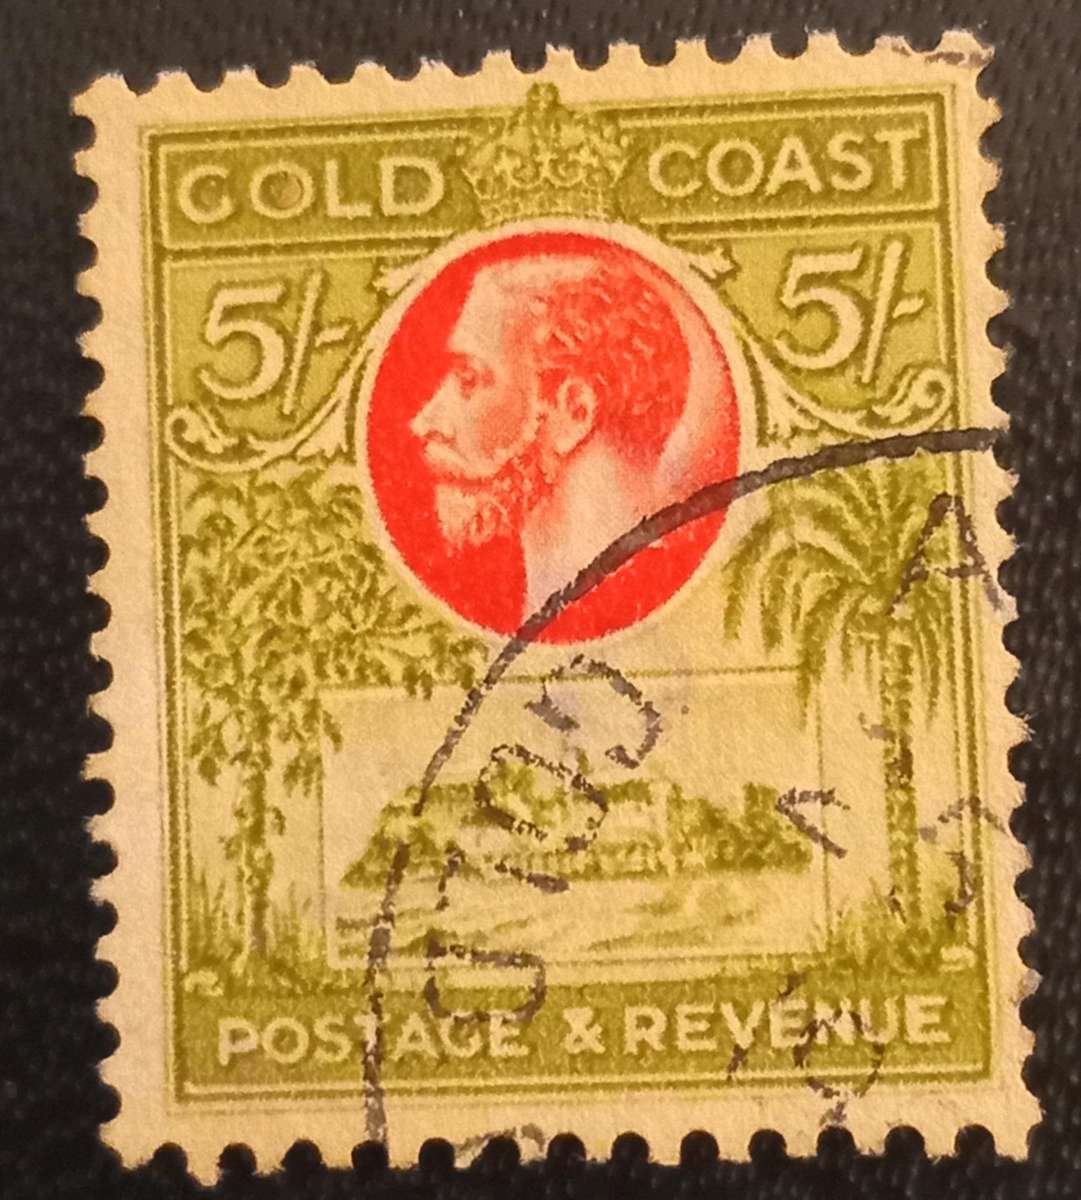 GOLD COAST
5/- 5/-
POSTAGE & REVENUE